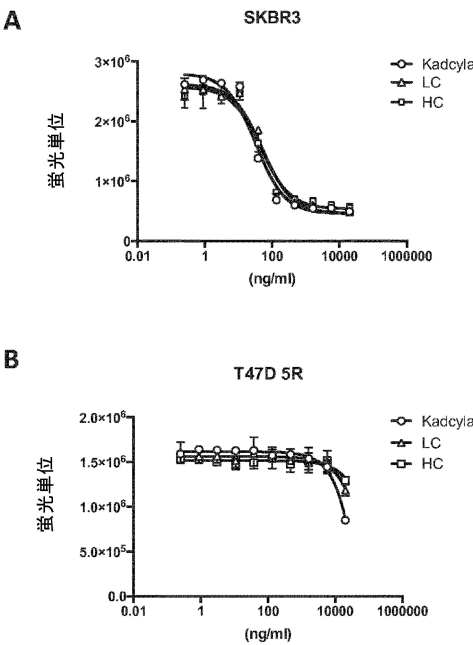 A
SKBR3
3×10⁶
2×10⁶
1×10⁶
0
蛍光単位
0.01
1
100
10000
1000000
(ng/ml)
Kadcyla
LC
HC
B
T47D 5R
2.0×10⁶
1.5×10⁶
1.0×10⁶
5.0×10⁵
0.0
蛍光単位
0.01
1
100
10000
1000000
(ng/ml)
Kadcyla
LC
HC